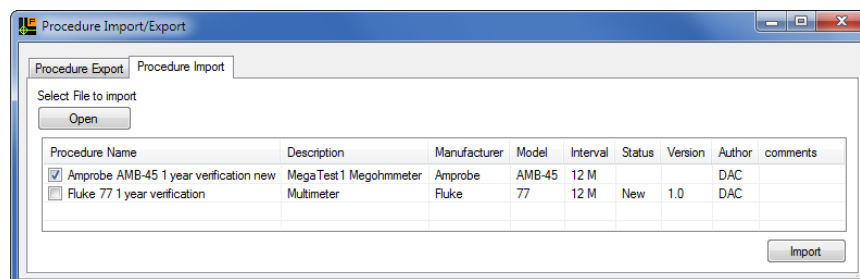 Procedure Import/Export
Procedure Export Procedure Import
Select File to import
Open
Procedure Name Description Manufacturer Model Interval Status Version Author comments
Amprobe AMB-45 1 year verification new MegaTest1 Megohmmeter Amprobe AMB-45 12 M DAC
Fluke 77 1 year verification Multimeter Fluke 77 12 M New 1.0 DAC
Import